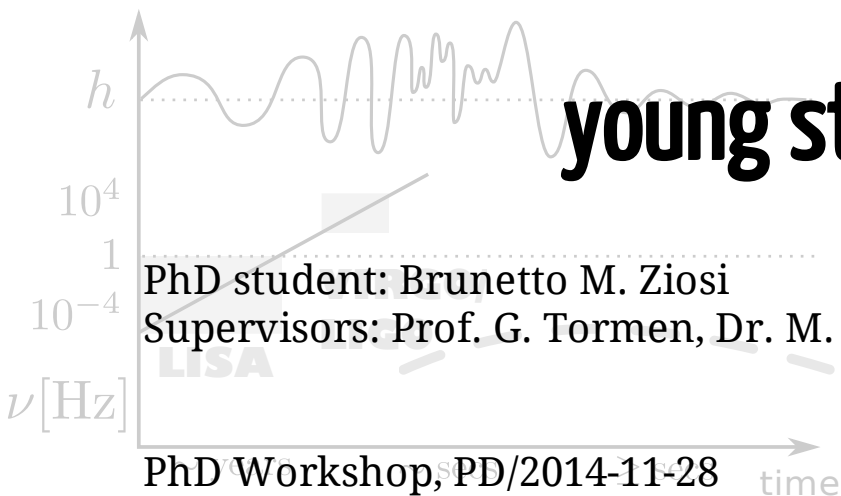 h
young st
10⁴
1
PhD student: Brunetto M. Ziosi
10⁻⁴
Supervisors: Prof. G. Tormen, Dr. M.
LISA
ν[Hz]
PhD Workshop, PD/2014-11-28
time